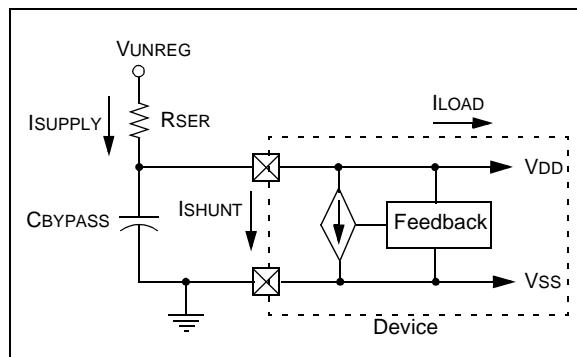 VUNREG
ISUPPLY
RSER
ILOAD
VDD
CBYPASS
ISHUNT
Feedback
VSS
Device